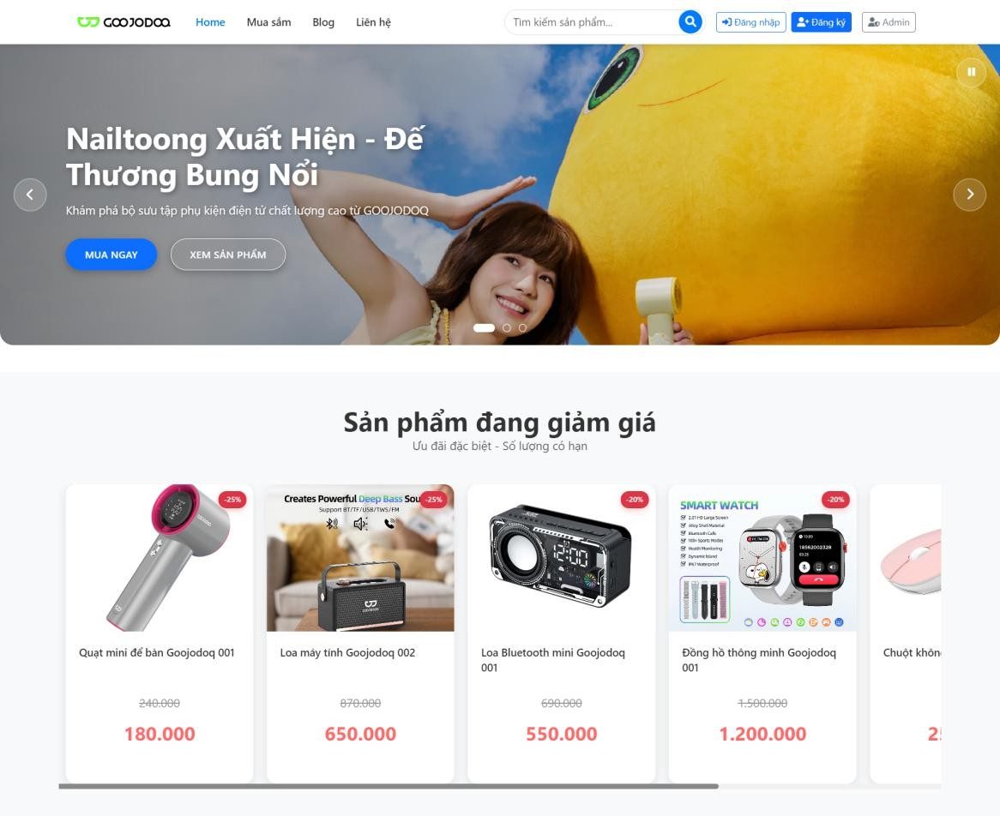 GOOJODOQ
Home
Mua sắm
Blog
Liên hệ
Tìm kiếm sản phẩm...
Đăng nhập
Đăng ký
Admin
Nailtoong Xuất Hiện - Đế
Thương Bung Nổi
Khám phá bộ sưu tập phụ kiện điện tử chất lượng cao từ GOOJODOQ
MUA NGAY
XEM SẢN PHẨM
Sản phẩm đang giảm giá
Ưu đãi đặc biệt - Số lượng có hạn
-25%
Quạt mini để bàn Goojodoq 001
240.000
180.000
Creates Powerful Deep Bass Sou
-25%
Support BT/TF/USB/TWS/FM
GOOJODOQ
Loa máy tính Goojodoq 002
870.000
650.000
-20%
Loa Bluetooth mini Goojodoq
001
690.000
550.000
-20%
SMART WATCH
2.01 HD Large Screen
Alloy Shell Material
Bluetooth Calls
100+ Sports Modes
Health Monitoring
Dynamic Island
IP67 Waterproof
18562002328
Đồng hồ thông minh Goojodoq
001
1.500.000
1.200.000
Chuột khôn